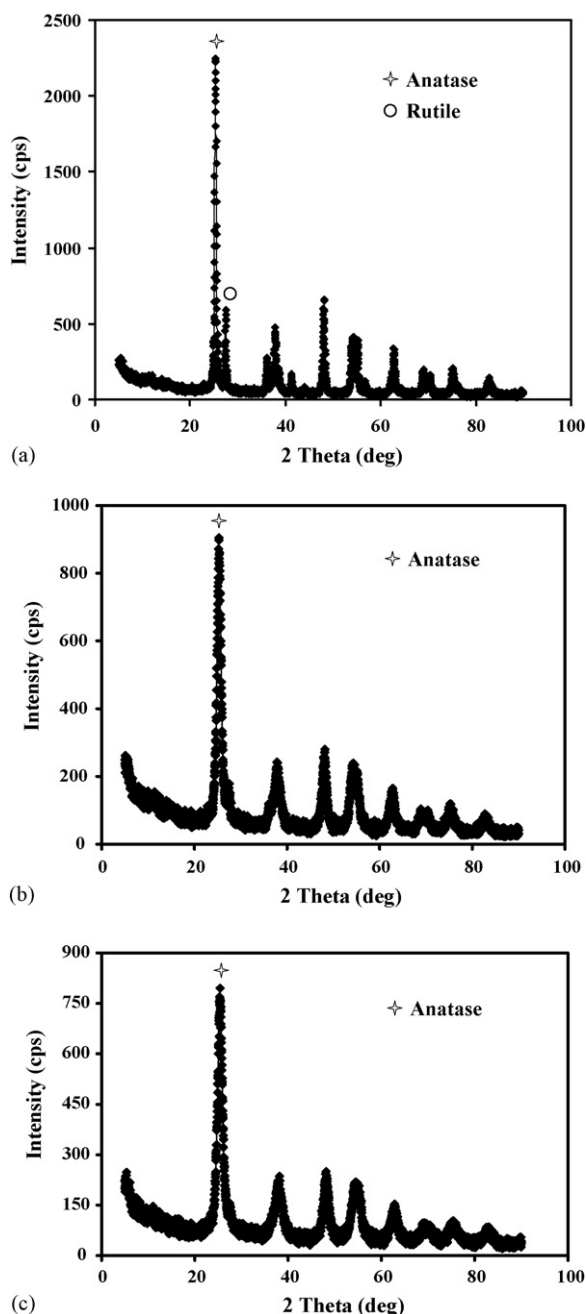 2500
2000
1500
1000
500
0
Intensity (cps)
Anatase
Rutile
0 20 40 60 80 100
2 Theta (deg)
(a)
1000
800
600
400
200
0
Intensity (cps)
Anatase
0 20 40 60 80 100
2 Theta (deg)
(b)
900
750
600
450
300
150
0
Intensity (cps)
Anatase
0 20 40 60 80 100
2 Theta (deg)
(c)